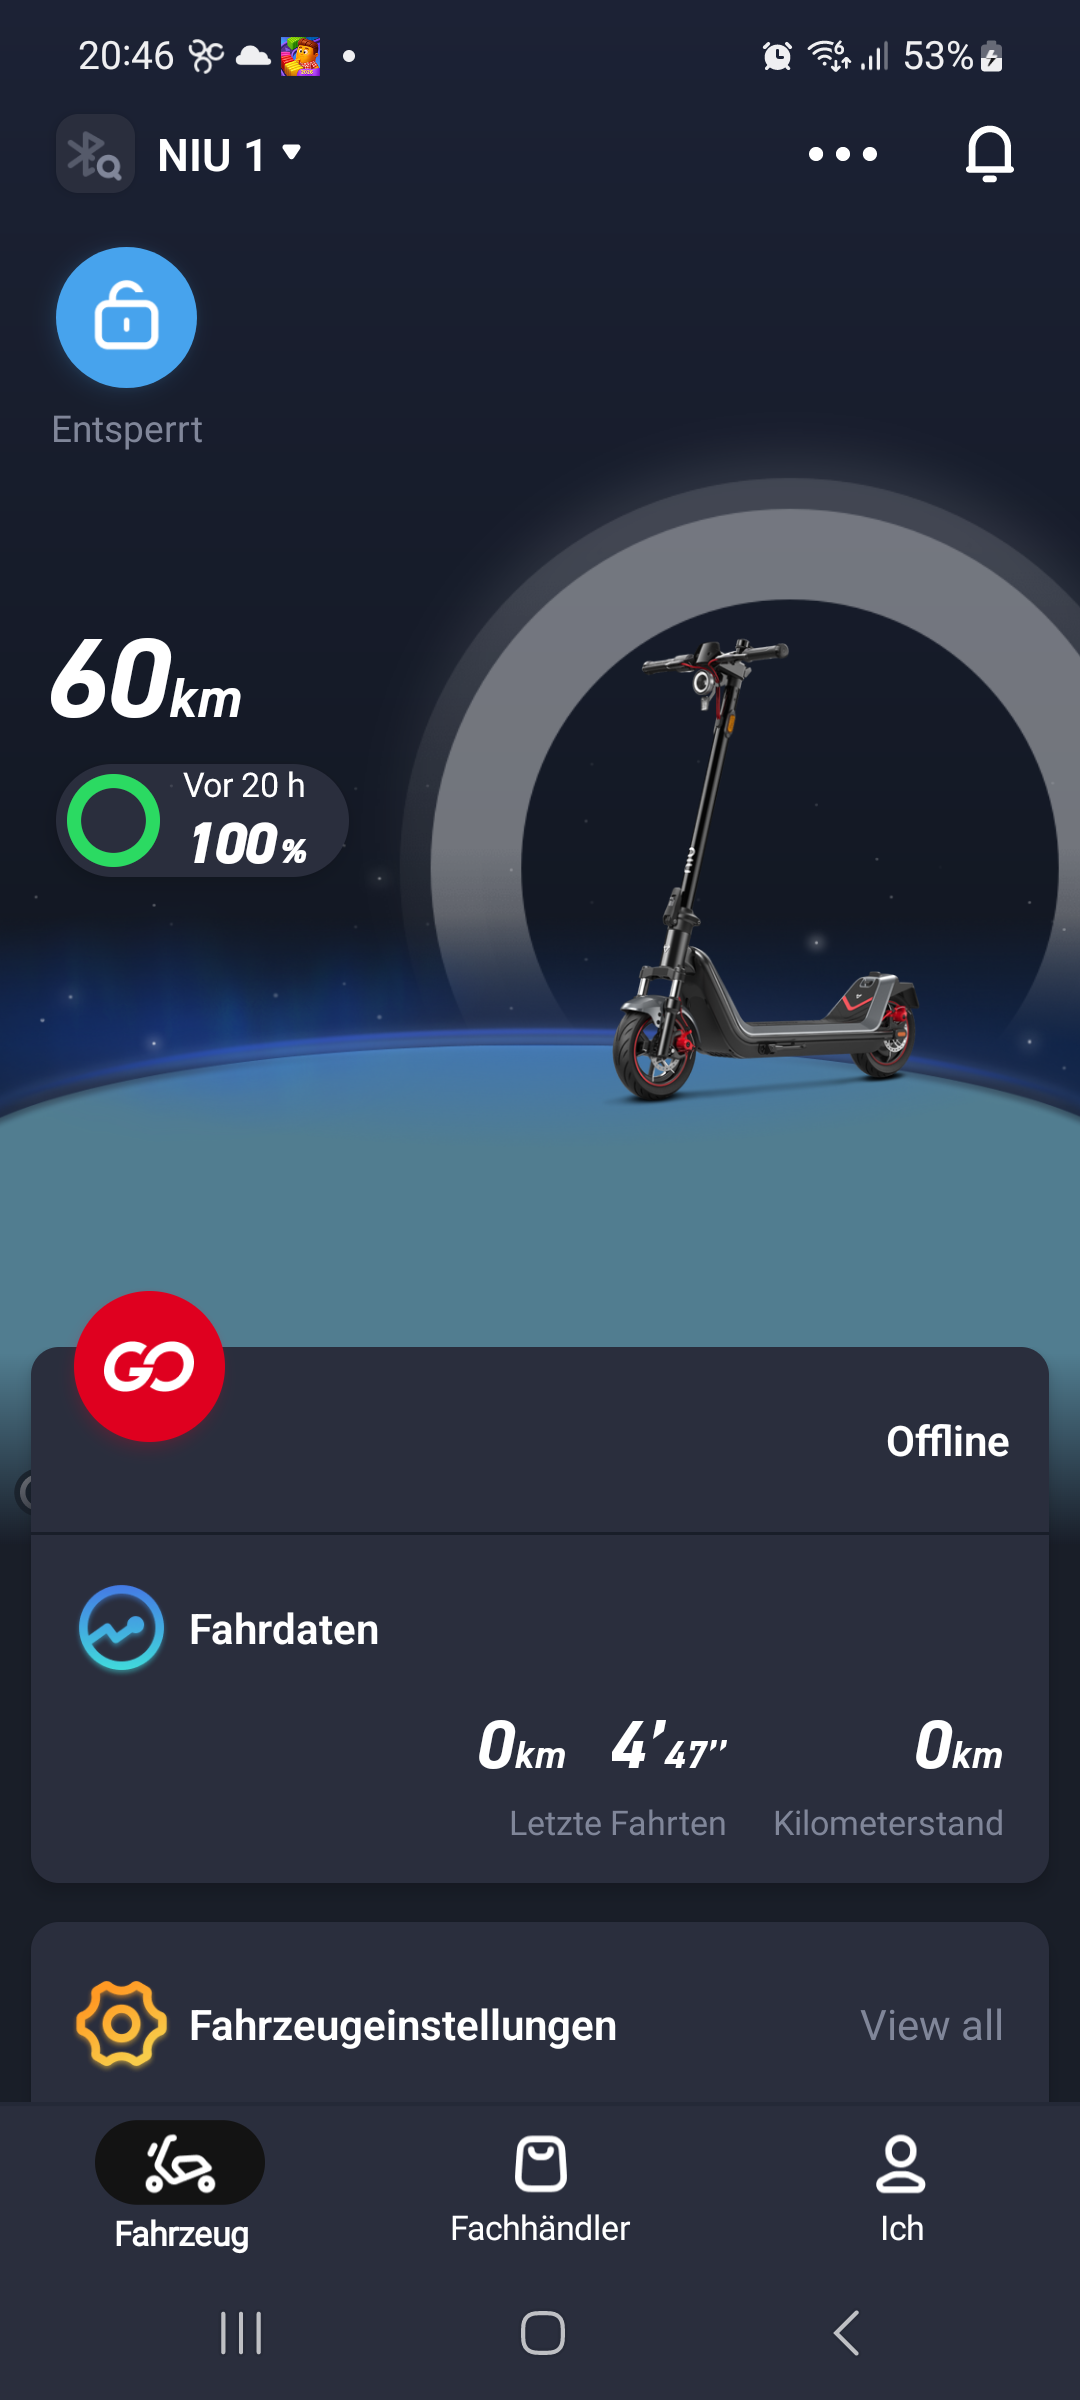 20:46
53%
NIU 1
Entsperrt
60km
Vor 20 h
100%
GO
Offline
Fahrdaten
0km 4'47'' 0km
Letzte Fahrten Kilometerstand
Fahrzeugeinstellungen View all
Fahrzeug Fachhändler Ich